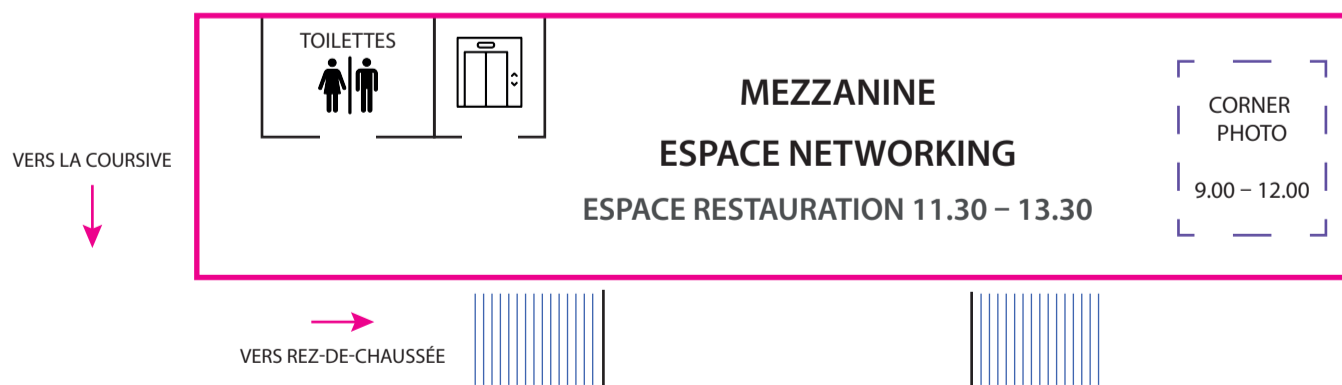 TOILETTES
MEZZANINE
ESPACE NETWORKING
ESPACE RESTAURATION 11.30 – 13.30
CORNER
PHOTO
9.00 – 12.00
VERS LA COURSIVE
VERS REZ-DE-CHAUSSÉE